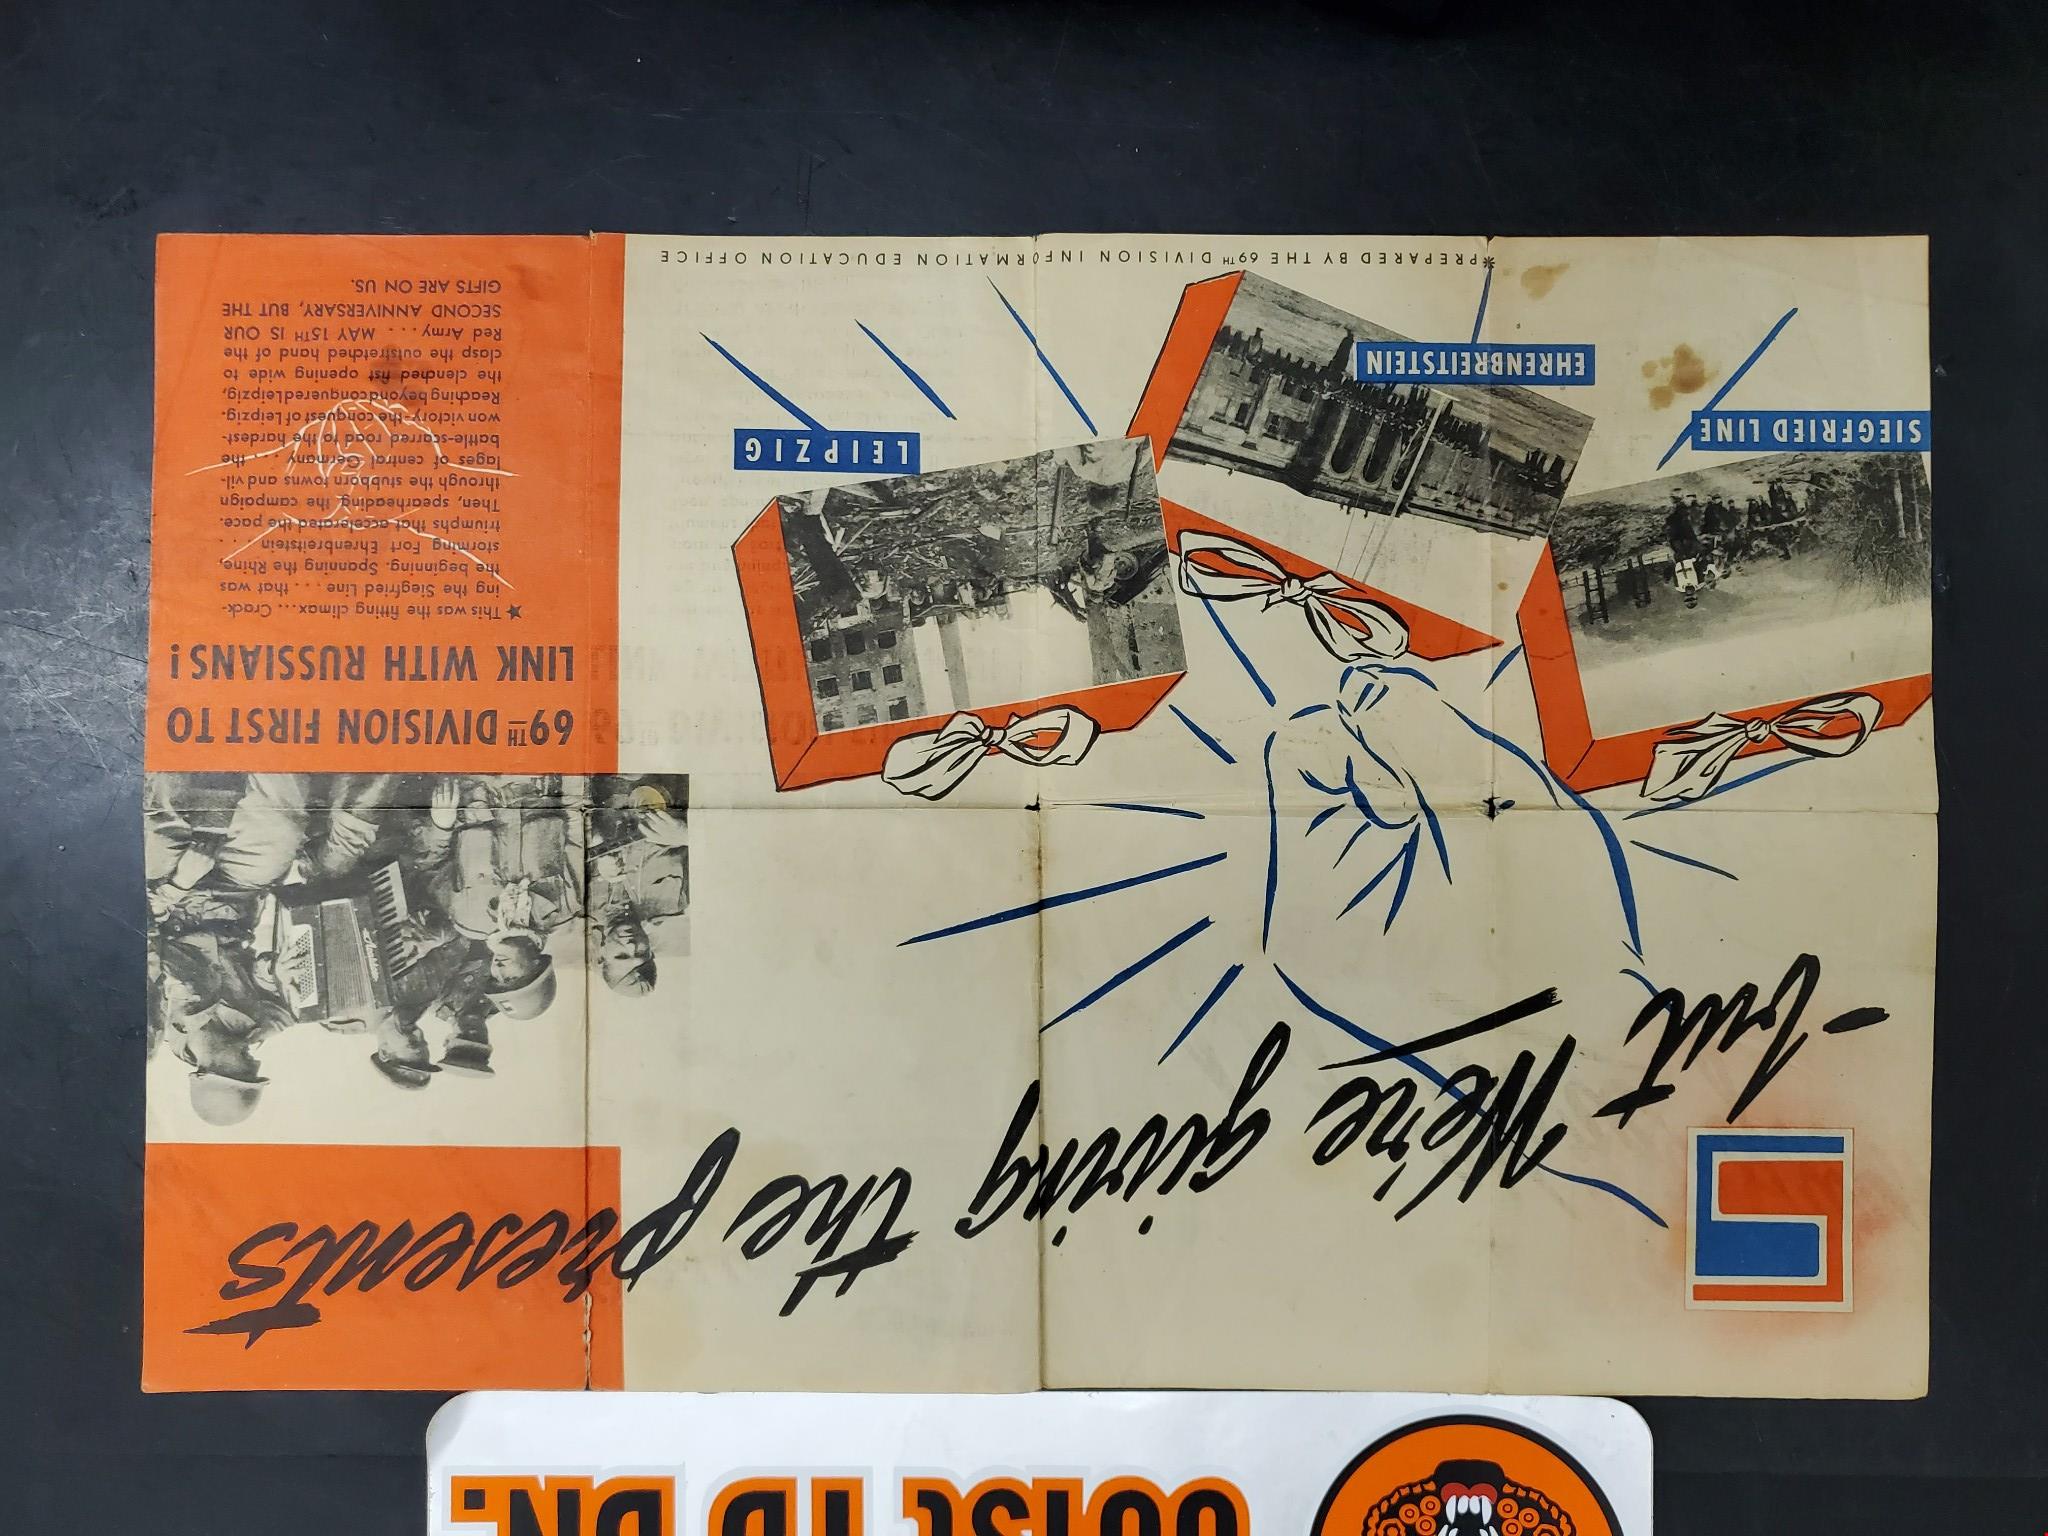 -but
We're giving
the presents
69TH DIVISION FIRST TO
LINK WITH RUSSIANS!
★ This was the fitting climax... Crack-
ing the Siegfried Line .... that was
the beginning. Spanning the Rhine,
storming Fort Ehrenbreitstein . . . .
triumphs that accelerated the pace.
Then, spearheading the campaign
through the stubborn towns and vil-
lages of central Germany . . . the
battle-scarred road to the hardest-
won victory-the conquest of Leipzig.
Reaching beyond conquered Leipzig,
the clenched fist opening wide to
clasp the outstretched hand of the
Red Army . . . . MAY 15TH IS OUR
SECOND ANNIVERSARY, BUT THE
GIFTS ARE ON US.
SIEGFRIED LINE
EHRENBREITSTEIN
LEIPZIG
*PREPARED BY THE 69TH DIVISION INFORMATION EDUCATION OFFICE